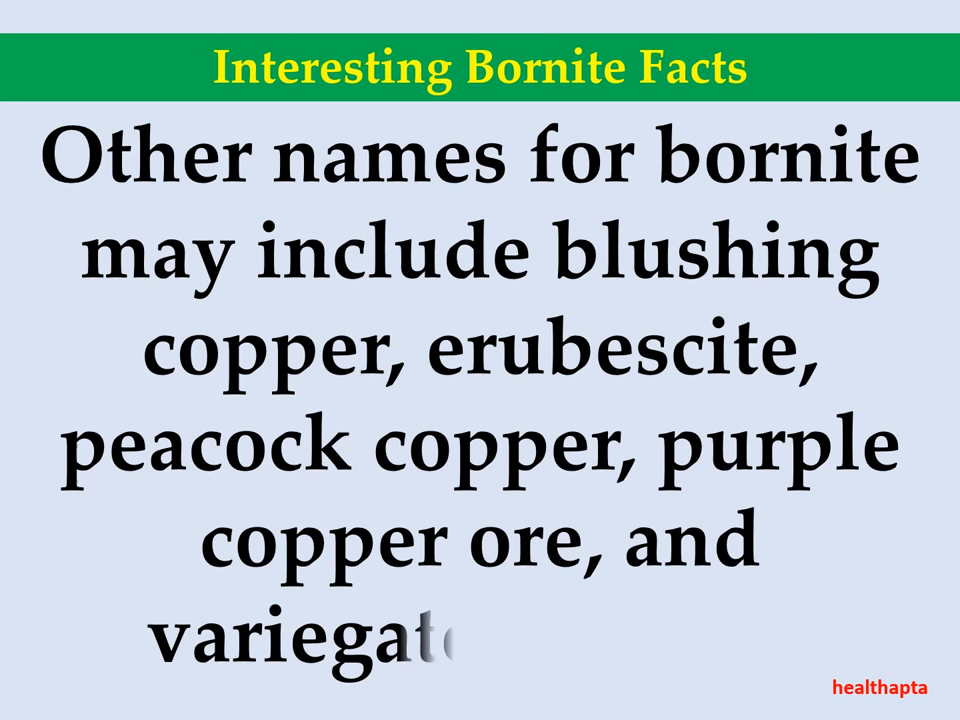 Interesting Bornite Facts
Other names for bornite
may include blushing
copper, erubescite,
peacock copper, purple
copper ore, and
healthapta